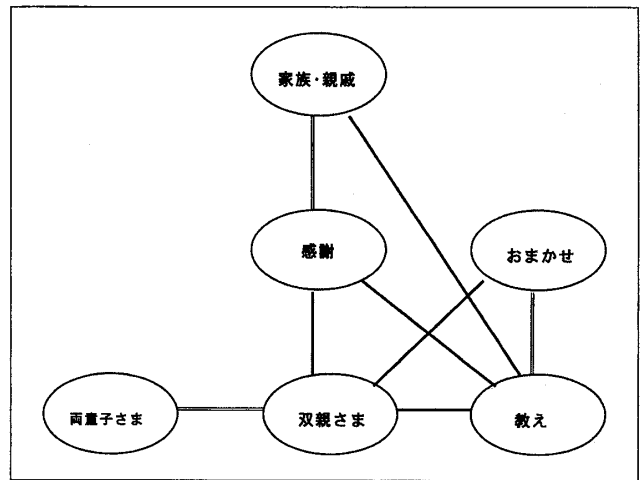 家族・親戚
感謝
おまかせ
両童子さま
双親さま
教え